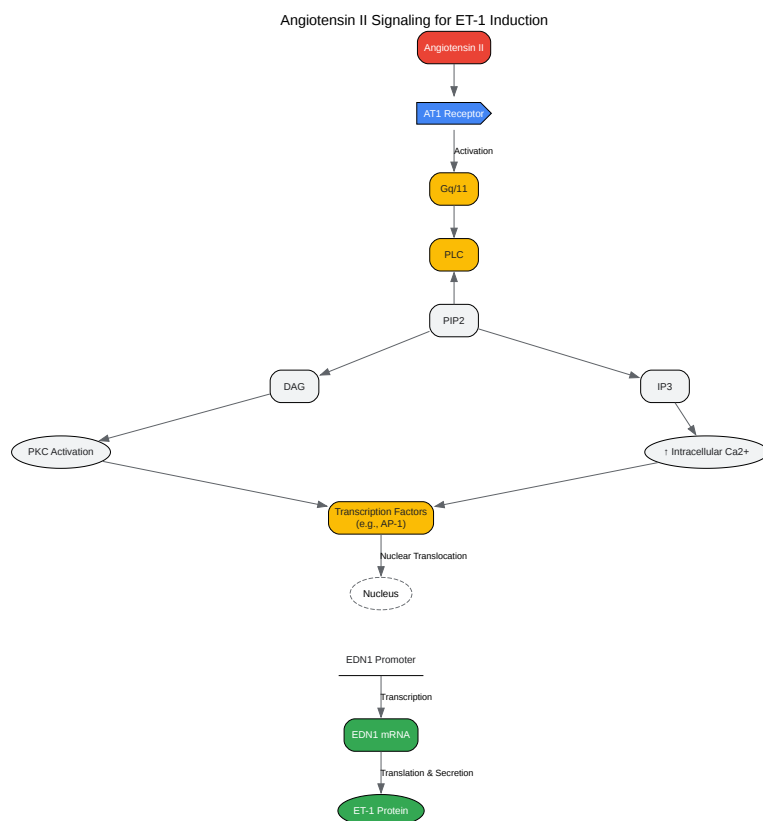 Angiotensin II Signaling for ET-1 Induction
Angiotensin II
AT1 Receptor
Activation
Gq/11
PLC
PIP2
DAG
IP3
PKC Activation
↑ Intracellular Ca2+
Transcription Factors
(e.g., AP-1)
Nuclear Translocation
Nucleus
EDN1 Promoter
Transcription
EDN1 mRNA
Translation & Secretion
ET-1 Protein